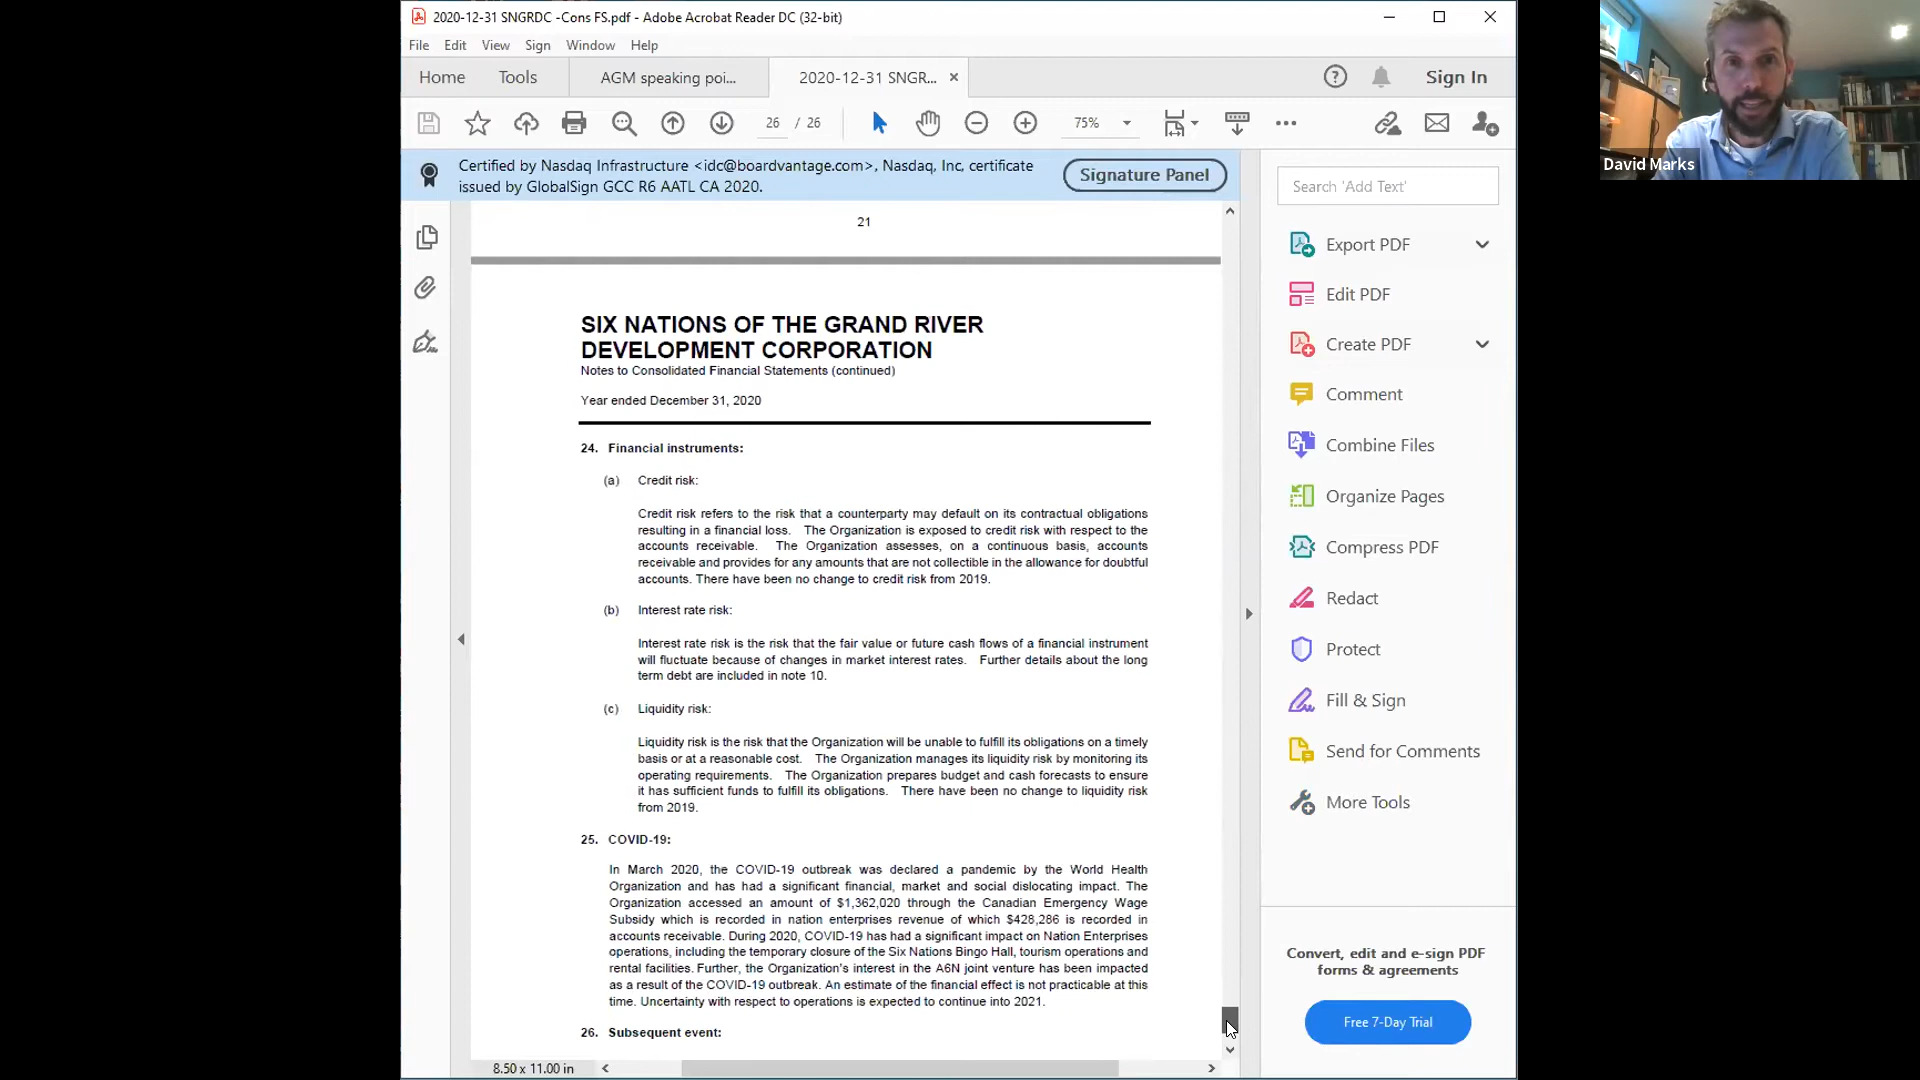 2020-12-31 SNGRDC -Cons FS.pdf - Adobe Acrobat Reader DC (32-bit)
File Edit View Sign Window Help
Home Tools AGM speaking poi... 2020-12-31 SNGR... Sign In
26 / 26 75%
Certified by Nasdaq Infrastructure <idc@boardvantage.com>, Nasdaq, Inc, certificate
issued by GlobalSign GCC R6 AATL CA 2020.
Signature Panel
21
SIX NATIONS OF THE GRAND RIVER
DEVELOPMENT CORPORATION
Notes to Consolidated Financial Statements (continued)
Year ended December 31, 2020
24. Financial instruments:
(a) Credit risk:
Credit risk refers to the risk that a counterparty may default on its contractual obligations
resulting in a financial loss. The Organization is exposed to credit risk with respect to the
accounts receivable. The Organization assesses, on a continuous basis, accounts
receivable and provides for any amounts that are not collectible in the allowance for doubtful
accounts. There have been no change to credit risk from 2019.
(b) Interest rate risk:
Interest rate risk is the risk that the fair value or future cash flows of a financial instrument
will fluctuate because of changes in market interest rates. Further details about the long
term debt are included in note 10.
(c) Liquidity risk:
Liquidity risk is the risk that the Organization will be unable to fulfill its obligations on a timely
basis or at a reasonable cost. The Organization manages its liquidity risk by monitoring its
operating requirements. The Organization prepares budget and cash forecasts to ensure
it has sufficient funds to fulfill its obligations. There have been no change to liquidity risk
from 2019.
25. COVID-19:
In March 2020, the COVID-19 outbreak was declared a pandemic by the World Health
Organization and has had a significant financial, market and social dislocating impact. The
Organization accessed an amount of $1,362,020 through the Canadian Emergency Wage
Subsidy which is recorded in nation enterprises revenue of which $428,286 is recorded in
accounts receivable. During 2020, COVID-19 has had a significant impact on Nation Enterprises
operations, including the temporary closure of the Six Nations Bingo Hall, tourism operations and
rental facilities. Further, the Organization's interest in the A6N joint venture has been impacted
as a result of the COVID-19 outbreak. An estimate of the financial effect is not practicable at this
time. Uncertainty with respect to operations is expected to continue into 2021.
26. Subsequent event:
8.50 x 11.00 in
Search 'Add Text'
Export PDF
Edit PDF
Create PDF
Comment
Combine Files
Organize Pages
Compress PDF
Redact
Protect
Fill & Sign
Send for Comments
More Tools
Convert, edit and e-sign PDF
forms & agreements
Free 7-Day Trial
David Marks